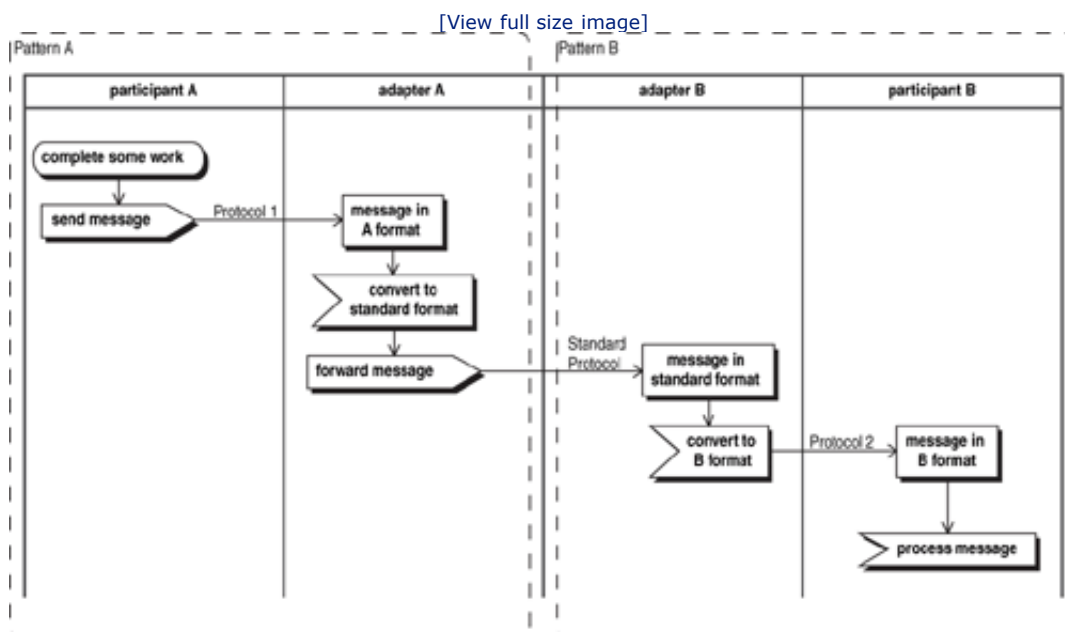 [View full size image]
Pattern A
Pattern B
participant A
adapter A
adapter B
participant B
complete some work
send message
Protocol 1
message in
A format
convert to
standard format
forward message
Standard
Protocol
message in
standard format
convert to
B format
Protocol 2
message in
B format
process message